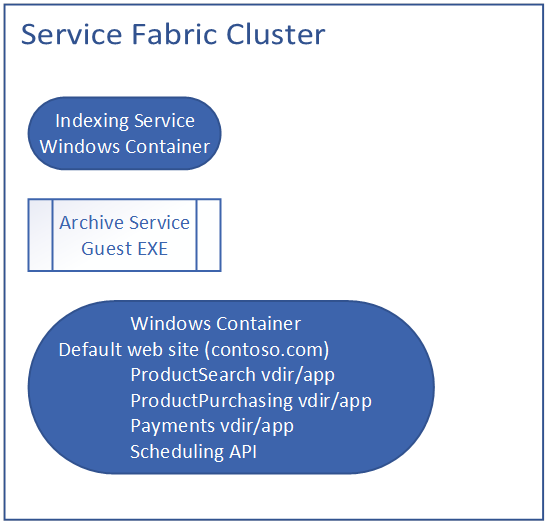 Service Fabric Cluster
Indexing Service
Windows Container
Archive Service
Guest EXE
Windows Container
Default web site (contoso.com)
ProductSearch vdir/app
ProductPurchasing vdir/app
Payments vdir/app
Scheduling API